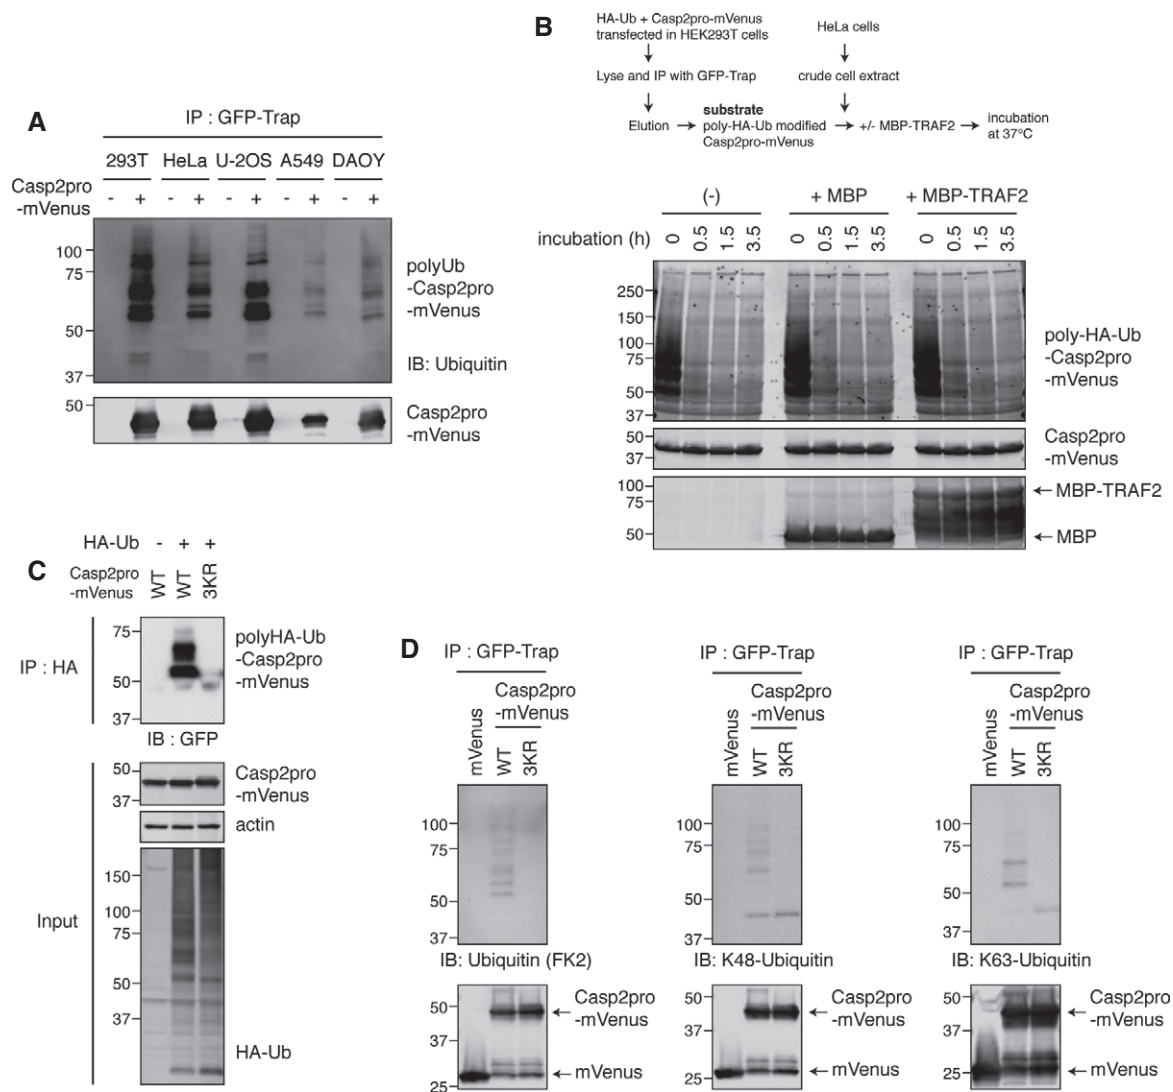 A
IP : GFP-Trap
293T HeLa U-2OS A549 DAOY
Casp2pro
-mVenus
- + - + - + - + - +
100
75
50
37
polyUb
-Casp2pro
-mVenus
IB: Ubiquitin
50
Casp2pro
-mVenus
B
HA-Ub + Casp2pro-mVenus
transfected in HEK293T cells
HeLa cells
Lyse and IP with GFP-Trap
crude cell extract
Elution
substrate
poly-HA-Ub modified
Casp2pro-mVenus
+/- MBP-TRAF2
incubation
at 37°C
(-) + MBP + MBP-TRAF2
incubation (h)
0 0.5 1.5 3.5 0 0.5 1.5 3.5 0 0.5 1.5 3.5
250
150
100
75
50
37
poly-HA-Ub
-Casp2pro
-mVenus
50
37
Casp2pro
-mVenus
100
75
50
MBP-TRAF2
MBP
C
HA-Ub - + +
Casp2pro
-mVenus
WT WT 3KR
IP : HA
75
50
37
polyHA-Ub
-Casp2pro
-mVenus
IB : GFP
Input
50
37
Casp2pro
-mVenus
actin
150
100
75
50
37
HA-Ub
D
IP : GFP-Trap
Casp2pro
-mVenus
mVenus WT 3KR
100
75
50
37
IB: Ubiquitin (FK2)
50
37
25
Casp2pro
-mVenus
mVenus
IP : GFP-Trap
Casp2pro
-mVenus
mVenus WT 3KR
100
75
50
37
IB: K48-Ubiquitin
50
37
25
Casp2pro
-mVenus
mVenus
IP : GFP-Trap
Casp2pro
-mVenus
mVenus WT 3KR
100
75
50
37
IB: K63-Ubiquitin
50
37
25
Casp2pro
-mVenus
mVenus